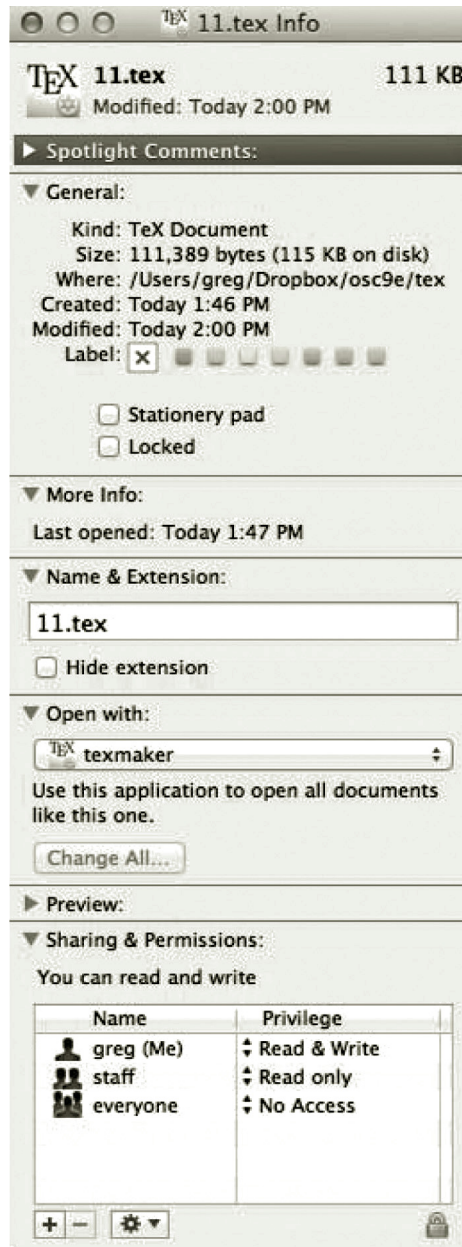 TEX 11.tex Info
TEX 11.tex 111 KB
Modified: Today 2:00 PM
Spotlight Comments:
General:
Kind: TeX Document
Size: 111,389 bytes (115 KB on disk)
Where: /Users/greg/Dropbox/osc9e/tex
Created: Today 1:46 PM
Modified: Today 2:00 PM
Label:
Stationery pad
Locked
More Info:
Last opened: Today 1:47 PM
Name & Extension:
11.tex
Hide extension
Open with:
TEX texmaker
Use this application to open all documents
like this one.
Change All...
Preview:
Sharing & Permissions:
You can read and write
Name Privilege
greg (Me) Read & Write
staff Read only
everyone No Access